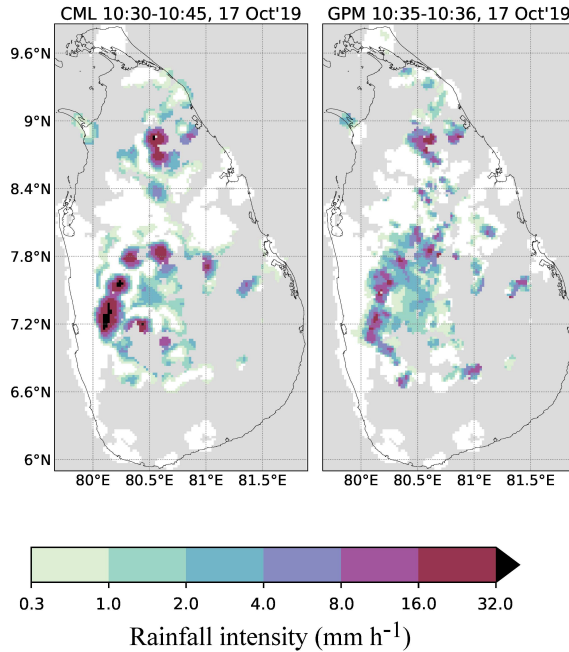 CML 10:30-10:45, 17 Oct'19 GPM 10:35-10:36, 17 Oct'19
9.6°N
9°N
8.4°N
7.8°N
7.2°N
6.6°N
6°N
80°E 80.5°E 81°E 81.5°E 80°E 80.5°E 81°E 81.5°E
0.3 1.0 2.0 4.0 8.0 16.0 32.0
Rainfall intensity (mm h⁻¹)